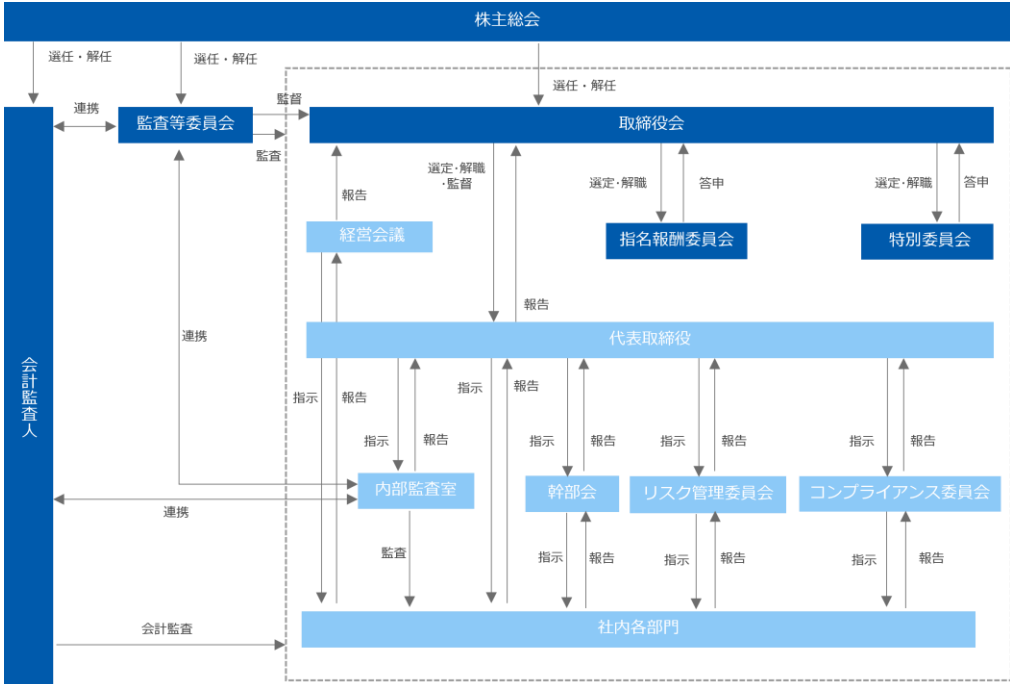 株主総会
選任・解任
選任・解任
選任・解任
連携
監査等委員会
監督
監査
取締役会
報告
選定・解職
・監督
選定・解職
答申
選定・解職
答申
経営会議
指名報酬委員会
特別委員会
報告
代表取締役
連携
会計監査人
指示
報告
指示
報告
指示
報告
指示
報告
指示
報告
指示
報告
内部監査室
幹部会
リスク管理委員会
コンプライアンス委員会
連携
監査
指示
報告
指示
報告
指示
報告
社内各部門
会計監査